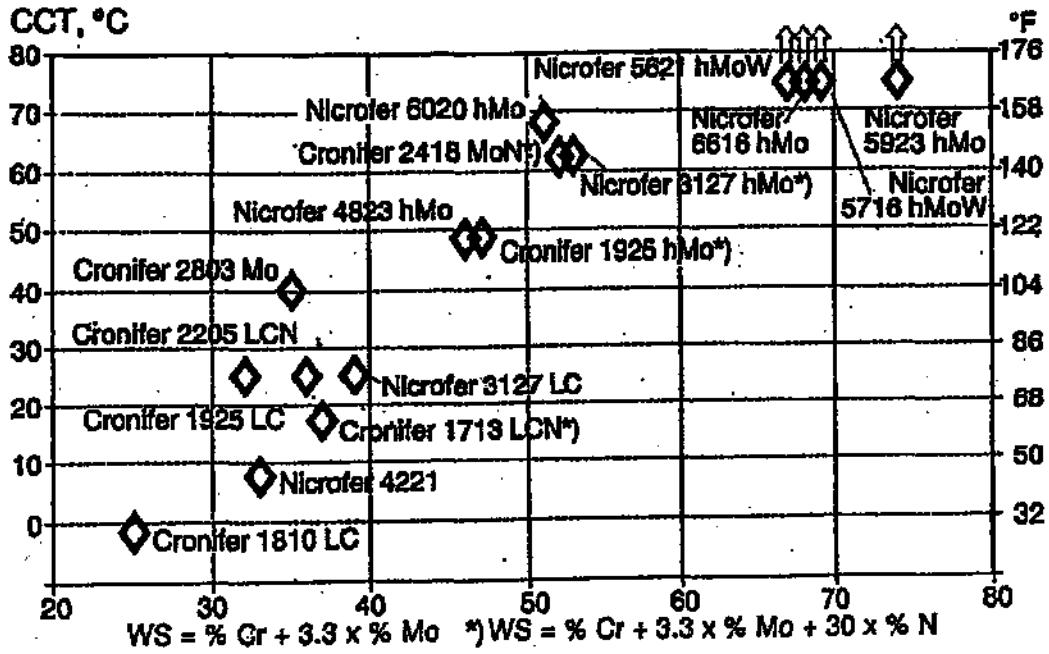 CCT, °C
°F
80
176
Nicrofer 5621 hMoW
70
Nicrofer 6020 hMo
158
Nicrofer
6616 hMo
Nicrofer
5923 hMo
Cronifer 2418 MoN*)
60
140
Nicrofer 3127 hMo*)
Nicrofer
5716 hMoW
Nicrofer 4823 hMo
50
122
Cronifer 1925 hMo*)
Cronifer 2803 Mo
40
104
Cronifer 2205 LCN
30
86
Nicrofer 3127 LC
20
68
Cronifer 1925 LC
Cronifer 1713 LCN*)
10
50
Nicrofer 4221
0
32
Cronifer 1810 LC
20 30 40 50 60 70 80
WS = % Cr + 3.3 x % Mo *) WS = % Cr + 3.3 x % Mo + 30 x % N